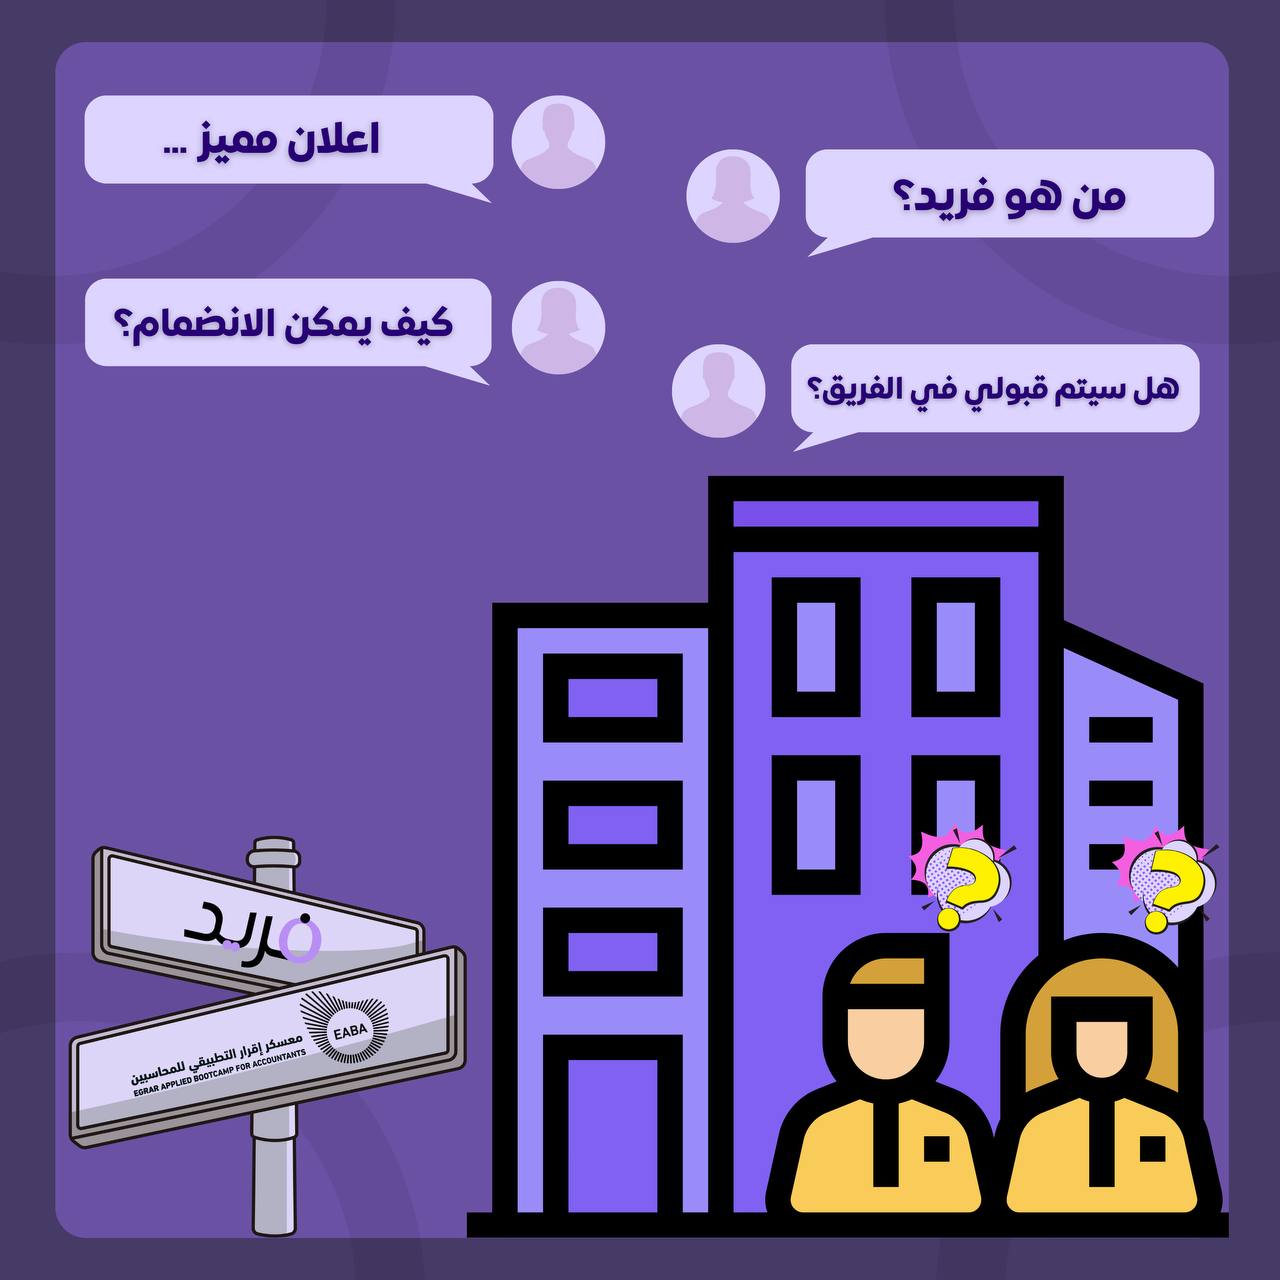 اعلان مميز ...
من هو فريد؟
كيف يمكن الانضمام؟
هل سيتم قبولي في الفريق؟
فريد
EABA
معسكر إقرار التطبيقي للمحاسبين
EGRAR APPLIED BOOTCAMP FOR ACCOUNTANTS